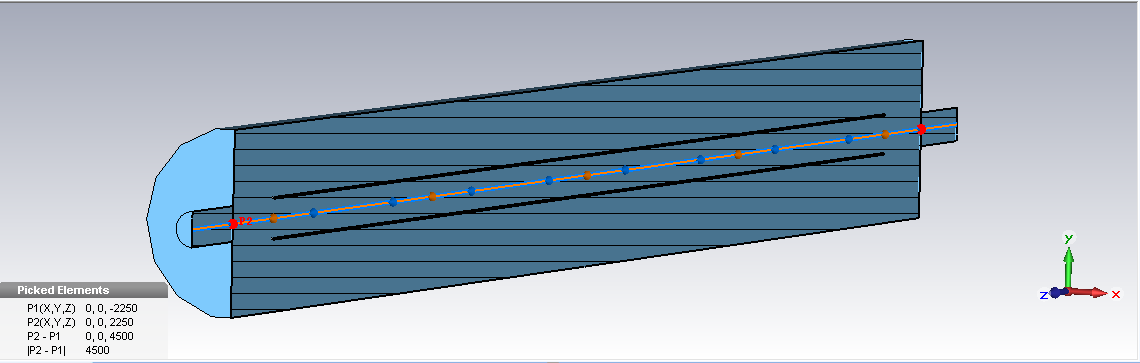 P2
y
z
x
Picked Elements
P1(X,Y,Z) 0, 0, -2250
P2(X,Y,Z) 0, 0, 2250
P2 - P1 0, 0, 4500
|P2 - P1| 4500